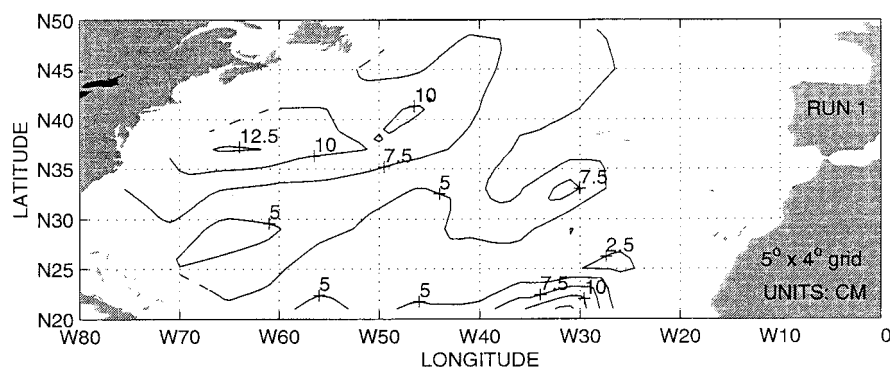 N50
N45
N40
N35
N30
N25
N20
LATITUDE
W80
W70
W60
W50
W40
W30
W20
W10
0
LONGITUDE
10
RUN 1
12.5
10
7.5
7.5
5
5
2.5
5° x 4° grid
5
5
7.5
10
UNITS: CM